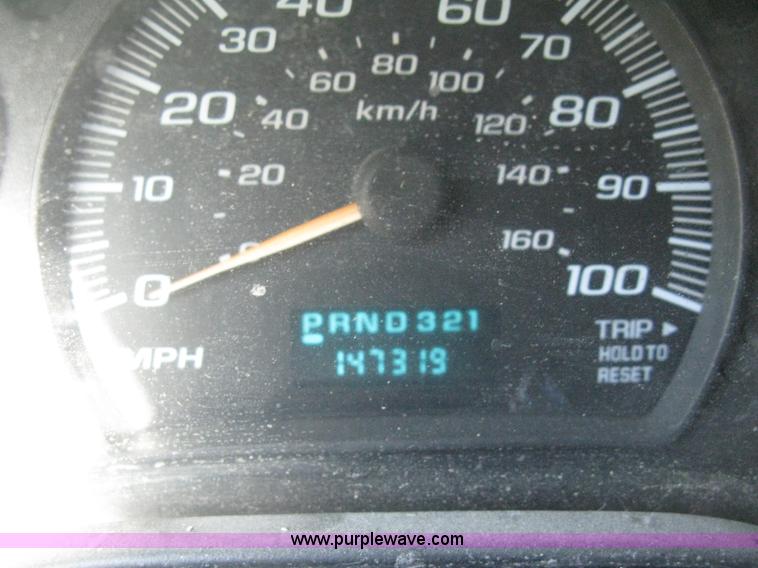 40 60
30 70
60 80 100
20 40 km/h 120 80
10 20 140 90
0 0 160 100
PRND321
TRIP
MPH 147319 HOLD TO
RESET
www.purplewave.com